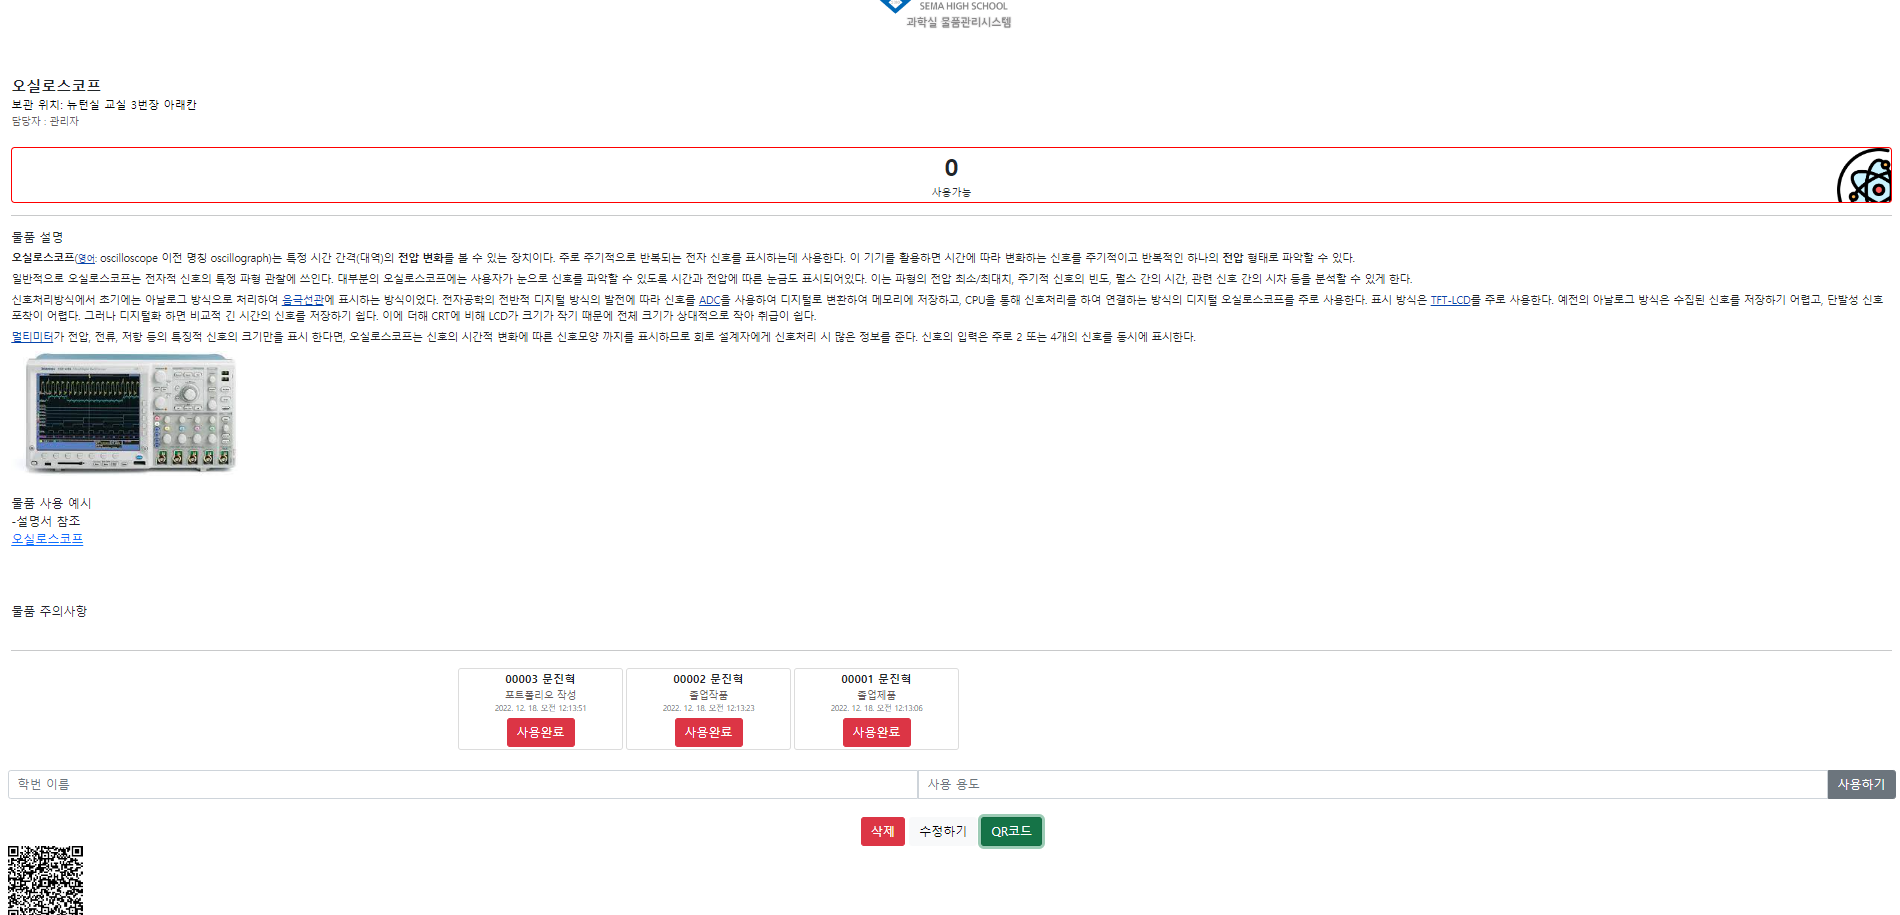 SEMA HIGH SCHOOL
과학실 물품관리시스템
오실로스코프
보관 위치: 뉴턴실 교실 3번장 아래칸
담당자 : 관리자
0
사용가능
물품 설명
오실로스코프(영어: oscilloscope 이전 명칭 oscillograph)는 특정 시간 간격(대역)의 전압 변화를 볼 수 있는 장치이다. 주로 주기적으로 반복되는 전자 신호를 표시하는데 사용한다. 이 기기를 활용하면 시간에 따라 변화하는 신호를 주기적이고 반복적인 하나의 전압 형태로 파악할 수 있다.
일반적으로 오실로스코프는 전자적 신호의 특정 파형 관찰에 쓰인다. 대부분의 오실로스코프에는 사용자가 눈으로 신호를 파악할 수 있도록 시간과 전압에 따른 눈금도 표시되어있다. 이는 파형의 전압 최소/최대치, 주기적 신호의 빈도, 펄스 간의 시간, 관련 신호 간의 시차 등을 분석할 수 있게 한다.
신호처리방식에서 초기에는 아날로그 방식으로 처리하여 음극선관에 표시하는 방식이었다. 전자공학의 전반적 디지털 방식의 발전에 따라 신호를 ADC을 사용하여 디지털로 변환하여 메모리에 저장하고, CPU을 통해 신호처리를 하여 연결하는 방식의 디지털 오실로스코프를 주로 사용한다. 표시 방식은 TFT-LCD를 주로 사용한다. 예전의 아날로그 방식은 수집된 신호를 저장하기 어렵고, 단발성 신호
포착이 어렵다. 그러나 디지털화 하면 비교적 긴 시간의 신호를 저장하기 쉽다. 이에 더해 CRT에 비해 LCD가 크기가 작기 때문에 전체 크기가 상대적으로 작아 취급이 쉽다.
멀티미터가 전압, 전류, 저항 등의 특징적 신호의 크기만을 표시 한다면, 오실로스코프는 신호의 시간적 변화에 따른 신호모양 까지를 표시하므로 회로 설계자에게 신호처리 시 많은 정보를 준다. 신호의 입력은 주로 2 또는 4개의 신호를 동시에 표시한다.
물품 사용 예시
-설명서 참조
오실로스코프
물품 주의사항
00003 문진혁
포트폴리오 작성
2022. 12. 18. 오전 12:13:51
사용완료
00002 문진혁
졸업작품
2022. 12. 18. 오전 12:13:23
사용완료
00001 문진혁
졸업제품
2022. 12. 18. 오전 12:13:06
사용완료
학번 이름
사용 용도
사용하기
삭제
수정하기
QR코드